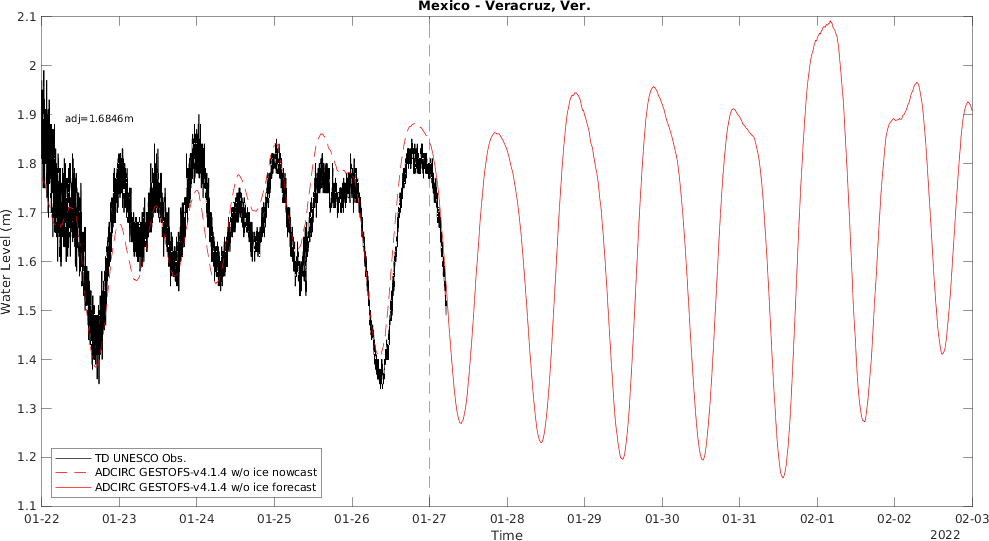 Mexico - Veracruz, Ver.
2.1
2
1.9
1.8
1.7
1.6
1.5
1.4
1.3
1.2
1.1
Water Level (m)
adj=1.6846m
TD UNESCO Obs.
ADCIRC GESTOFS-v4.1.4 w/o ice nowcast
ADCIRC GESTOFS-v4.1.4 w/o ice forecast
01-22 01-23 01-24 01-25 01-26 01-27 01-28 01-29 01-30 01-31 02-01 02-02 02-03
Time
2022